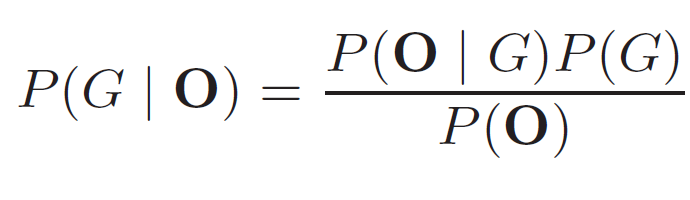 P(G | O) = P(O | G)P(G) / P(O)